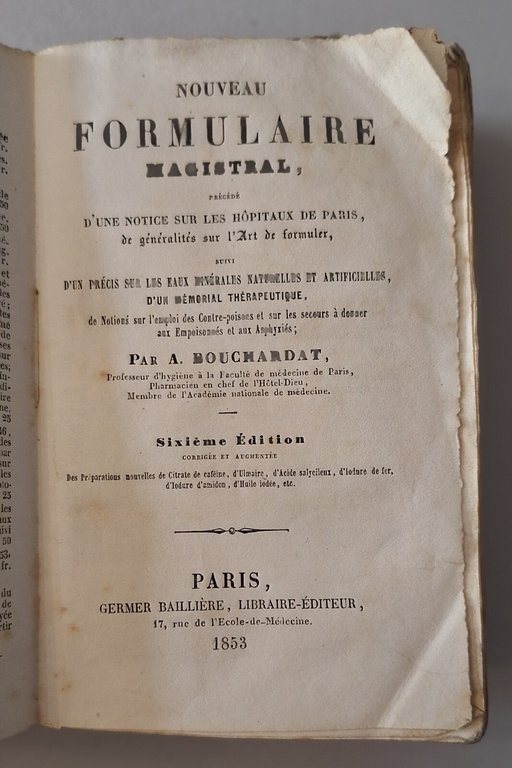 NOUVEAU
FORMULAIRE
MAGISTRAL,
PRÉCÉDÉ
D'UNE NOTICE SUR LES HÔPITAUX DE PARIS,
de généralités sur l'Art de formuler,
SUIVI
D'UN PRÉCIS SUR LES EAUX MINÉRALES NATURELLES ET ARTIFICIELLES,
D'UN MÉMORIAL THÉRAPEUTIQUE,
de Notions sur l'emploi des Contre-poisons et sur les secours à donner
aux Empoisonnés et aux Asphyxiés;
PAR A. BOUCHARDAT,
Professeur d'hygiène à la Faculté de médecine de Paris,
Pharmacien en chef de l'Hôtel-Dieu,
Membre de l'Académie nationale de médecine.
Sixième Édition
CORRIGÉE ET AUGMENTÉE
Des Préparations nouvelles de Citrate de caféine, d'Ulmaire, d'Acide salycileux, d'Iodure de fer,
d'Iodure d'amidon, d'Huile iodée, etc.
PARIS,
GERMER BAILLIÈRE, LIBRAIRE-ÉDITEUR,
17, rue de l'Ecole-de-Médecine.
1853